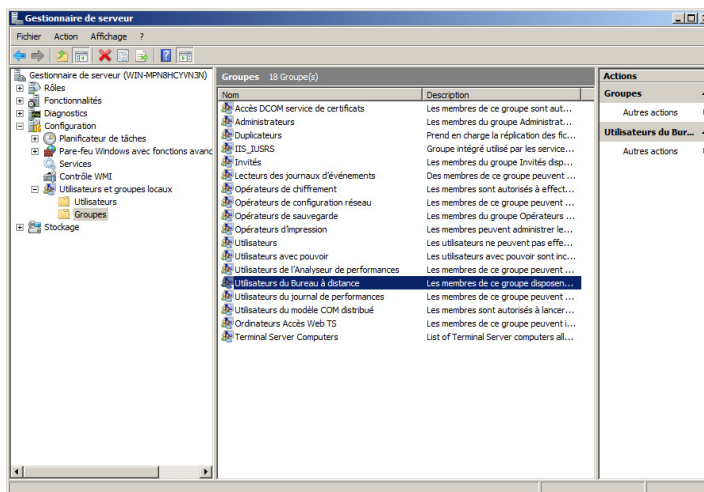 Gestionnaire de serveur
Fichier Action Affichage ?
Gestionnaire de serveur (WIN-MPN8HCYVN3N)
Rôles
Fonctionnalités
Diagnostics
Configuration
Planificateur de tâches
Pare-feu Windows avec fonctions avanc
Services
Contrôle WMI
Utilisateurs et groupes locaux
Utilisateurs
Groupes
Stockage
Groupes 18 Groupe(s)
Nom Description
Accès DCOM service de certificats Les membres de ce groupe sont aut...
Administrateurs Les membres du groupe Administrat...
Duplicateurs Prend en charge la réplication des fic...
IIS_IUSRS Groupe intégré utilisé par les service...
Invités Les membres du groupe Invités disp...
Lecteurs des journaux d'événements Des membres de ce groupe peuvent ...
Opérateurs de chiffrement Les membres sont autorisés à effect...
Opérateurs de configuration réseau Les membres de ce groupe peuvent ...
Opérateurs de sauvegarde Les membres du groupe Opérateurs ...
Opérateurs d'impression Les membres peuvent administrer le...
Utilisateurs Les utilisateurs ne peuvent pas effe...
Utilisateurs avec pouvoir Les utilisateurs avec pouvoir sont inc...
Utilisateurs de l'Analyseur de performances Les membres de ce groupe peuvent ...
Utilisateurs du Bureau à distance Les membres de ce groupe disposen...
Utilisateurs du journal de performances Les membres de ce groupe peuvent ...
Utilisateurs du modèle COM distribué Les membres sont autorisés à lancer...
Ordinateurs Accès Web TS Les membres de ce groupe peuvent i...
Terminal Server Computers List of Terminal Server computers all...
Actions
Groupes
Autres actions
Utilisateurs du Bur...
Autres actions